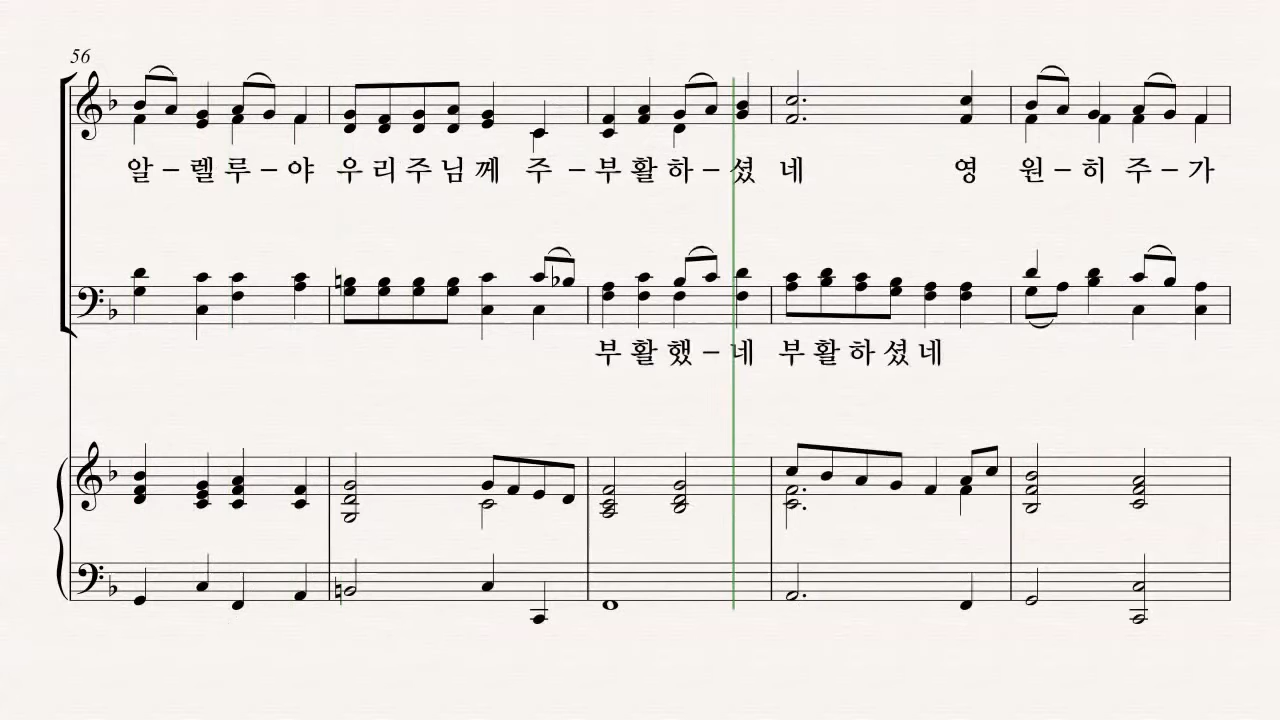 56
알 – 렐 루 – 야 우 리 주 님 께 주 – 부 활 하 – 셨 네 영 원 – 히 주 – 가
부 활 했 – 네 부 활 하 셨 네